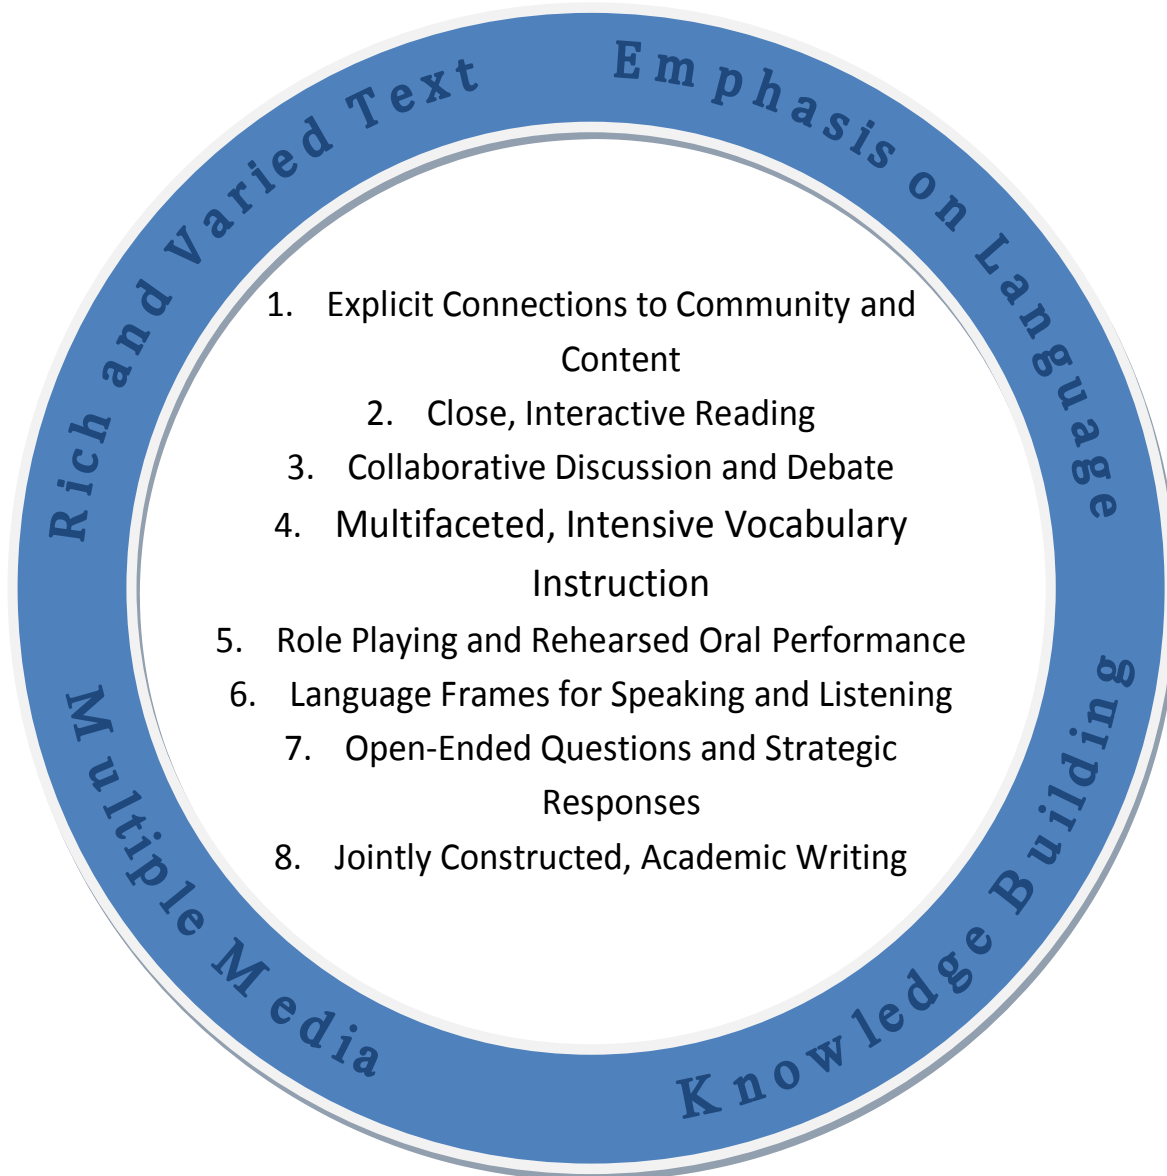 Rich and Varied Text
Emphasis on Language
1. Explicit Connections to Community and
Content
2. Close, Interactive Reading
3. Collaborative Discussion and Debate
4. Multifaceted, Intensive Vocabulary
Instruction
5. Role Playing and Rehearsed Oral Performance
6. Language Frames for Speaking and Listening
7. Open-Ended Questions and Strategic
Responses
8. Jointly Constructed, Academic Writing
Multiple Media
Knowledge Building